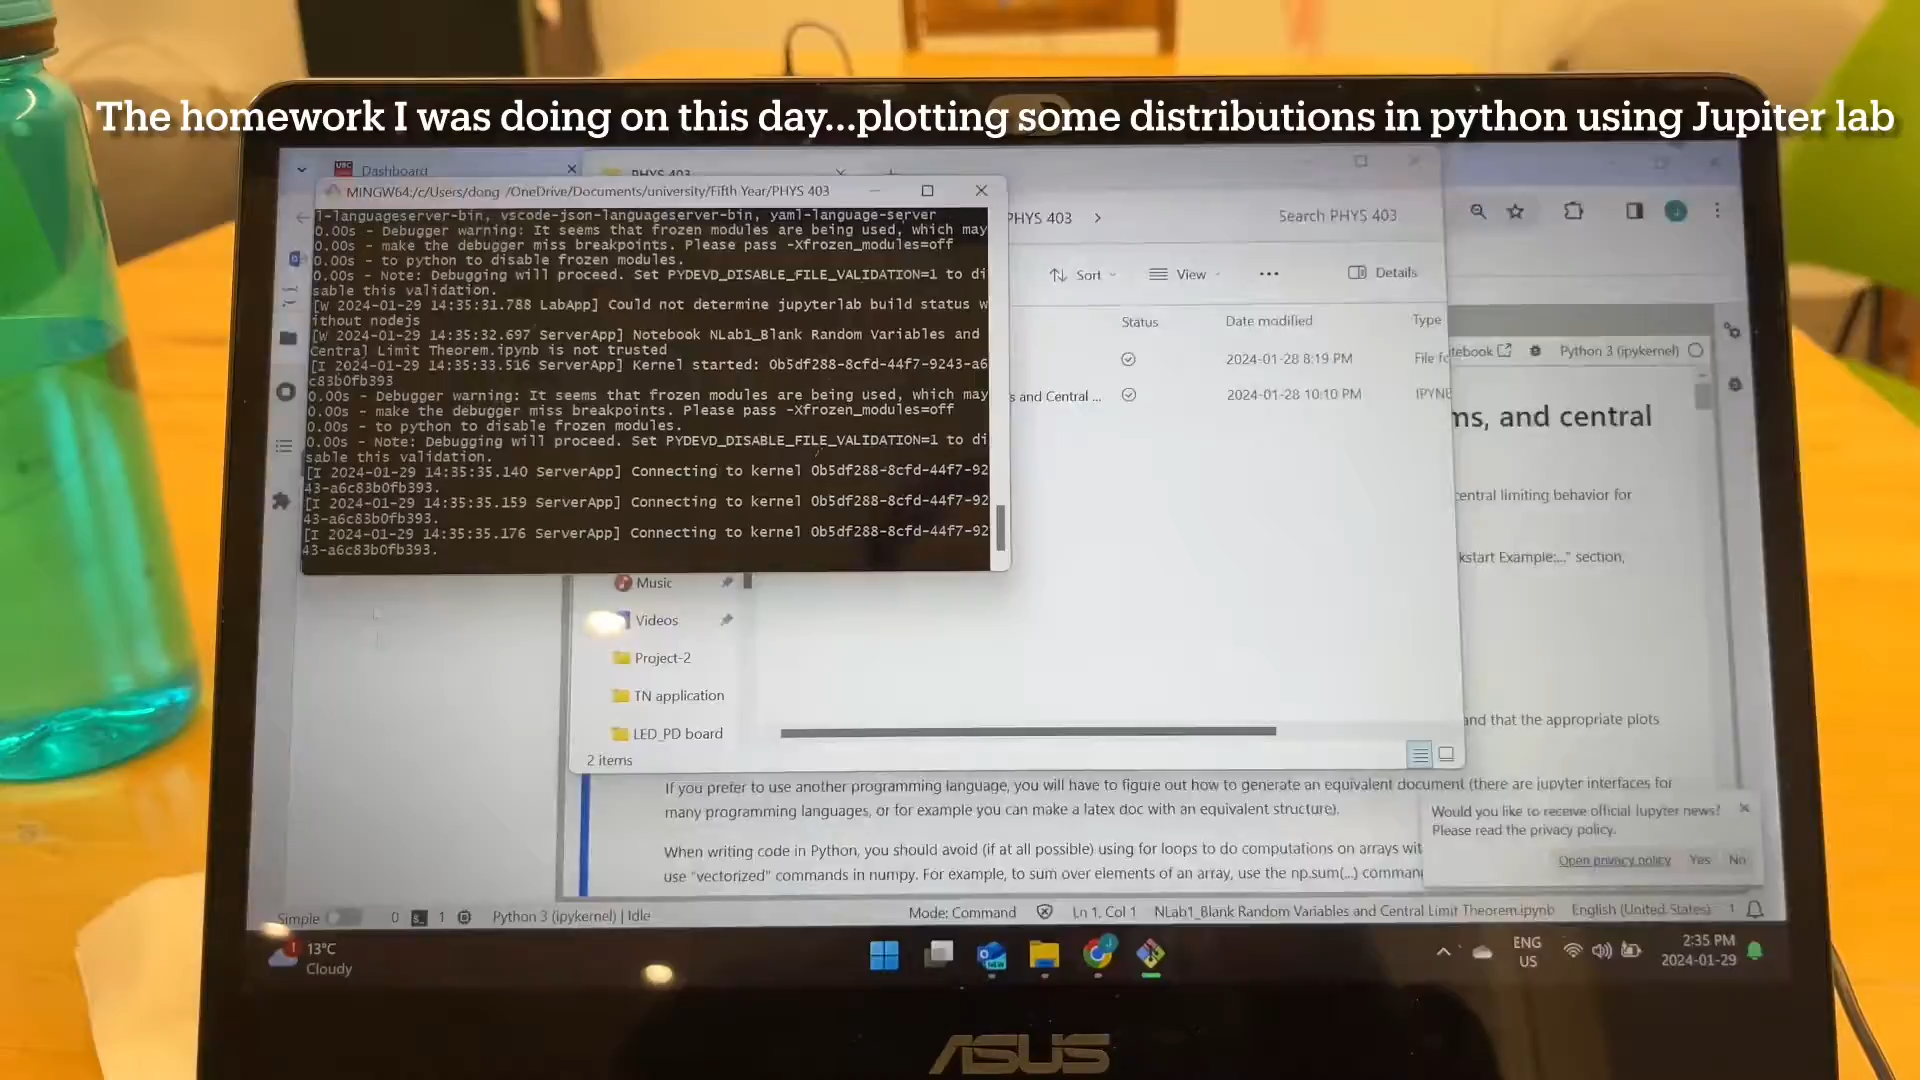 The homework I was doing on this day...plotting some distributions in python using Jupiter lab
UBC Dashboard
PHYS 403
MINGW64:/c/Users/dong /OneDrive/Documents/university/Fifth Year/PHYS 403
l-languageserver-bin, vscode-json-languageserver-bin, yaml-language-server
0.00s - Debugger warning: It seems that frozen modules are being used, which may
0.00s - make the debugger miss breakpoints. Please pass -Xfrozen_modules=off
0.00s - to python to disable frozen modules.
0.00s - Note: Debugging will proceed. Set PYDEVD_DISABLE_FILE_VALIDATION=1 to di
sable this validation.
[W 2024-01-29 14:35:31.788 LabApp] Could not determine jupyterlab build status w
ithout nodejs
[W 2024-01-29 14:35:32.697 ServerApp] Notebook NLab1_Blank Random Variables and
Central Limit Theorem.ipynb is not trusted
[I 2024-01-29 14:35:33.516 ServerApp] Kernel started: 0b5df288-8cfd-44f7-9243-a6
c83b0fb393
0.00s - Debugger warning: It seems that frozen modules are being used, which may
0.00s - make the debugger miss breakpoints. Please pass -Xfrozen_modules=off
0.00s - to python to disable frozen modules.
0.00s - Note: Debugging will proceed. Set PYDEVD_DISABLE_FILE_VALIDATION=1 to di
sable this validation.
[I 2024-01-29 14:35:35.140 ServerApp] Connecting to kernel 0b5df288-8cfd-44f7-92
43-a6c83b0fb393.
[I 2024-01-29 14:35:35.159 ServerApp] Connecting to kernel 0b5df288-8cfd-44f7-92
43-a6c83b0fb393.
[I 2024-01-29 14:35:35.176 ServerApp] Connecting to kernel 0b5df288-8cfd-44f7-92
43-a6c83b0fb393.
PHYS 403 > Search PHYS 403
Sort View ... Details
Status Date modified Type
2024-01-28 8:19 PM File fo
s and Central ... 2024-01-28 10:10 PM IPYNB
Music
Videos
Project-2
TN application
LED_PD board
2 items
tebook Python 3 (ipykernel)
ms, and central
central limiting behavior for
kstart Example:..." section,
and that the appropriate plots
If you prefer to use another programming language, you will have to figure out how to generate an equivalent document (there are jupyter interfaces for
many programming languages, or for example you can make a latex doc with an equivalent structure).
When writing code in Python, you should avoid (if at all possible) using for loops to do computations on arrays wit
use "vectorized" commands in numpy. For example, to sum over elements of an array, use the np.sum(...) comman
Would you like to receive official Jupyter news?
Please read the privacy policy.
Open privacy policy Yes No
Simple 0 1 Python 3 (ipykernel) | Idle Mode: Command Ln 1, Col 1 NLab1_Blank Random Variables and Central Limit Theorem.ipynb English (United States) 1
13°C
Cloudy
NEW
ENG
US
2:35 PM
2024-01-29
ASUS